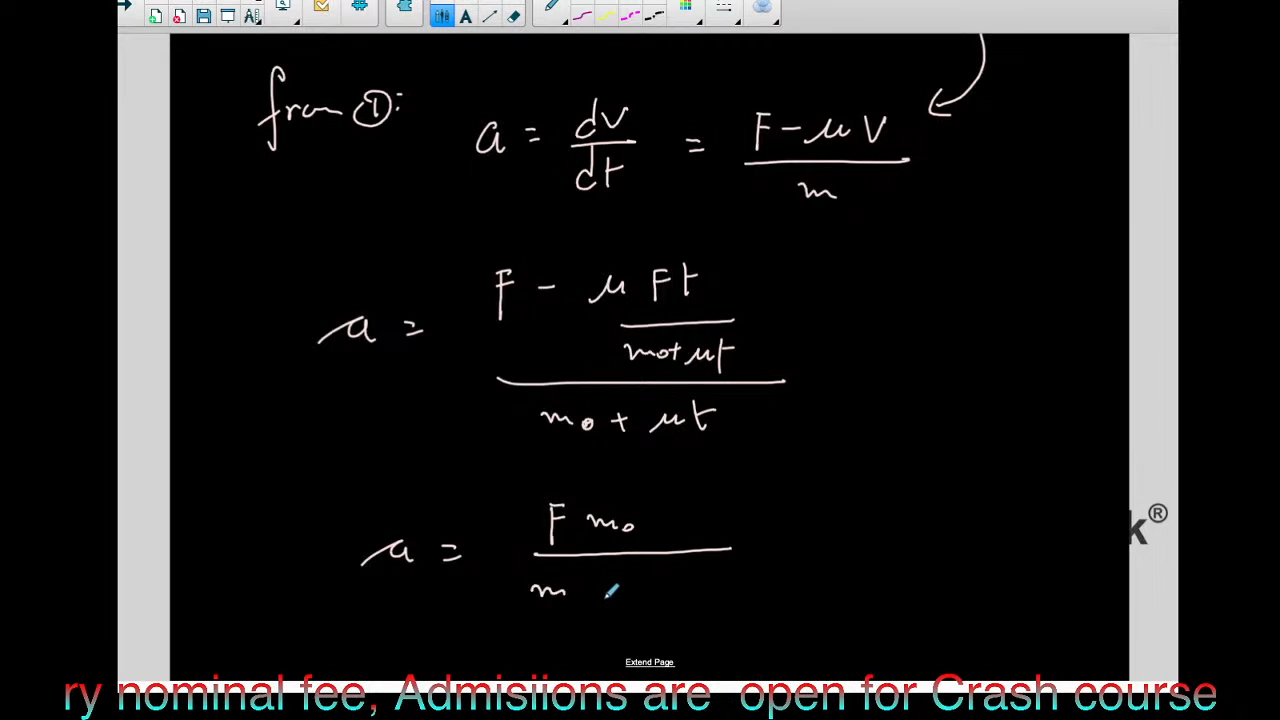 from ①:
a = dv/dt = F - μV / m
a = F - μ Ft / m₀ + μt / m₀ + μt
a = F m₀ / m
k®
Extend Page
ry nominal fee, Admisiions are open for Crash course